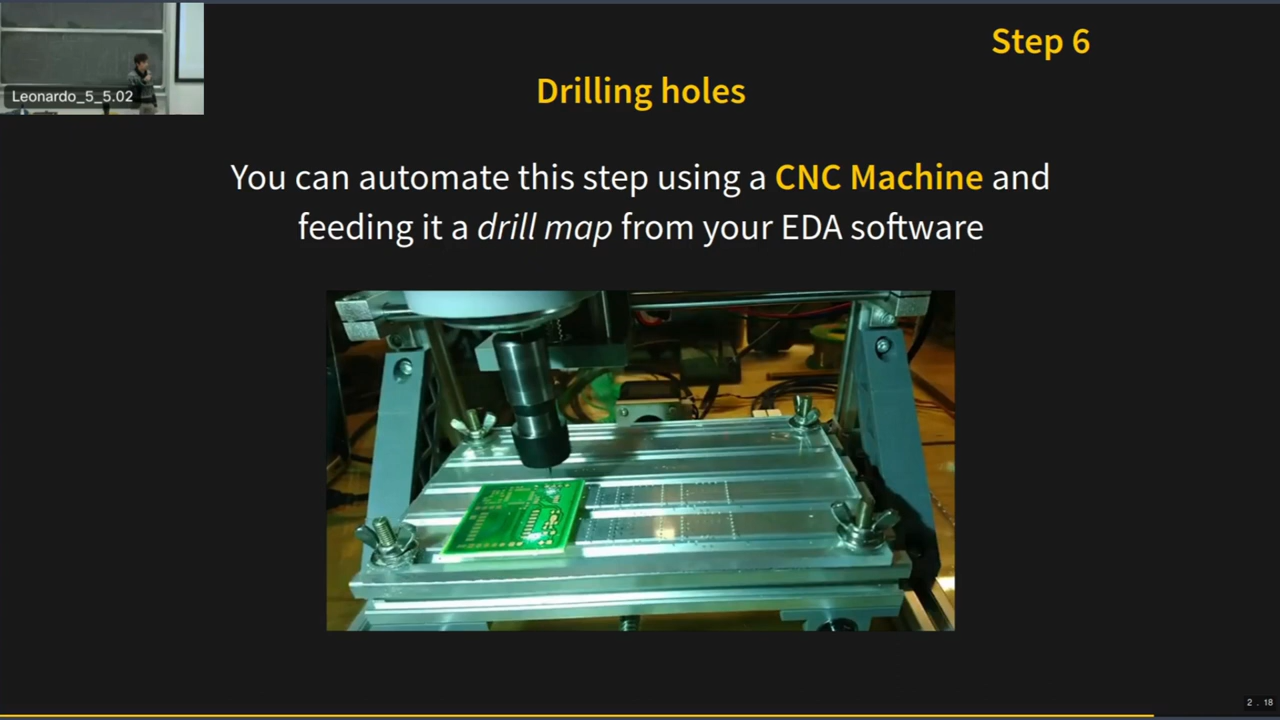 Step 6
Leonardo_5_5.02
Drilling holes
You can automate this step using a CNC Machine and
feeding it a drill map from your EDA software
2 . 18